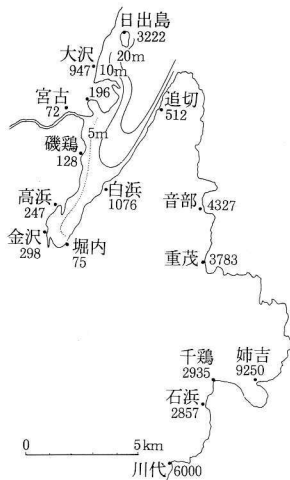 日出島
3222
大沢
947
20m
10m
196
宮古
72
追切
512
5m
磯鶏
128
白浜
1076
高浜
247
音部
4327
金沢
298
堀内
75
重茂
3783
千鶏
2935
姉吉
9250
石浜
2857
0 5km
川代
6000